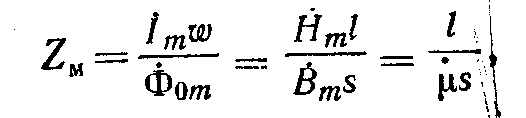 Z_м = İ_m w / Φ̇_0m = Ḣ_m l / Ḃ_m s = l / μ̇ s,